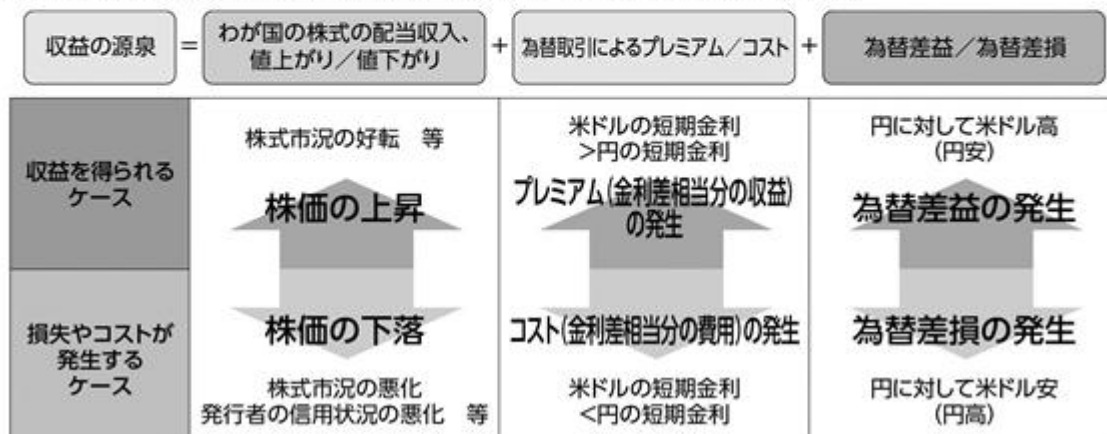 収益の源泉
=
わが国の株式の配当収入、
値上がり/値下がり
+
為替取引によるプレミアム/コスト
+
為替差益/為替差損
収益を得られる
ケース
株式市況の好転 等
株価の上昇
米ドルの短期金利
>円の短期金利
プレミアム(金利差相当分の収益)
の発生
円に対して米ドル高
(円安)
為替差益の発生
損失やコストが
発生する
ケース
株価の下落
株式市況の悪化
発行者の信用状況の悪化 等
コスト(金利差相当分の費用)の発生
米ドルの短期金利
<円の短期金利
為替差損の発生
円に対して米ドル安
(円高)